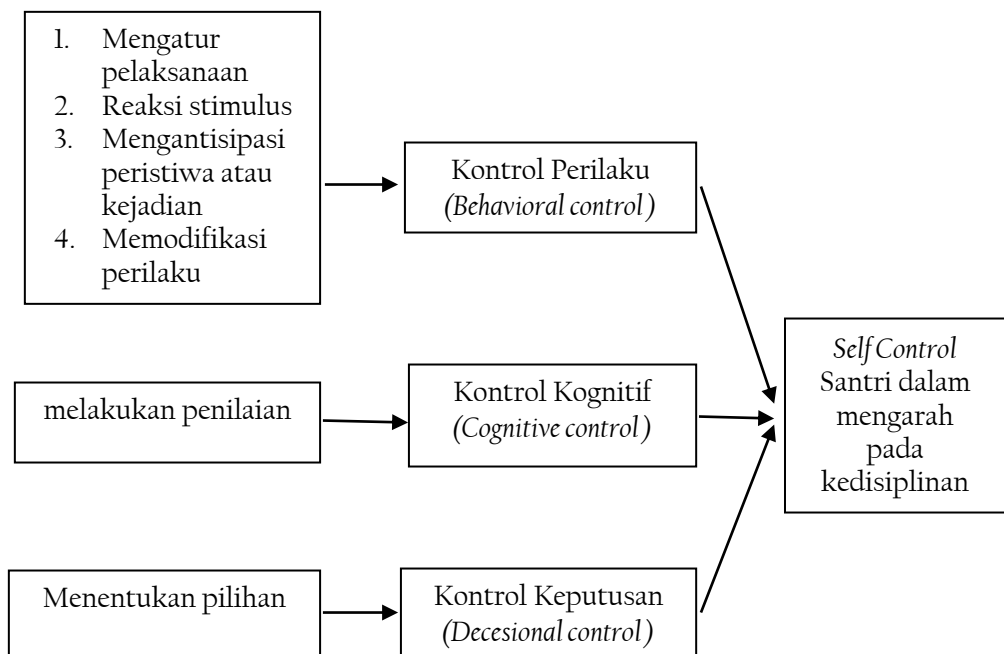 1. Mengatur
pelaksanaan
2. Reaksi stimulus
3. Mengantisipasi
peristiwa atau
kejadian
4. Memodifikasi
perilaku
Kontrol Perilaku
(Behavioral control)
melakukan penilaian
Kontrol Kognitif
(Cognitive control)
Menentukan pilihan
Kontrol Keputusan
(Decesional control)
Self Control
Santri dalam
mengarah
pada
kedisiplinan